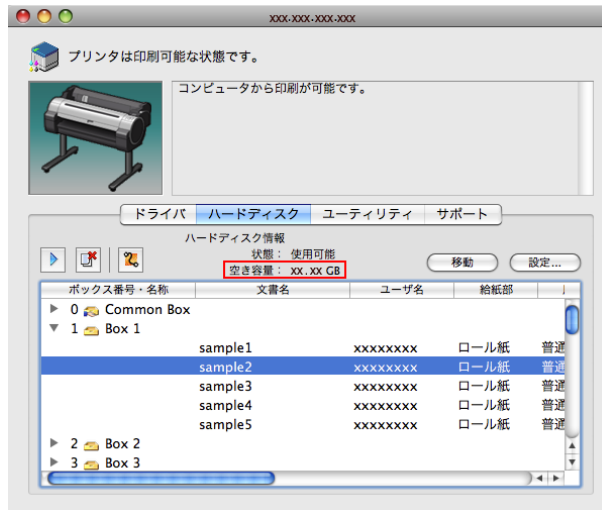 xxx.xxx.xxx.xxx
プリンタは印刷可能な状態です。
コンピュータから印刷が可能です。
ドライバ ハードディスク ユーティリティ サポート
ハードディスク情報
状態： 使用可能
空き容量： xx.xx GB
移動 設定...
ボックス番号・名称 文書名 ユーザ名 給紙部
0 Common Box
1 Box 1
sample1 xxxxxxxx ロール紙 普通
sample2 xxxxxxxx ロール紙 普通
sample3 xxxxxxxx ロール紙 普通
sample4 xxxxxxxx ロール紙 普通
sample5 xxxxxxxx ロール紙 普通
2 Box 2
3 Box 3